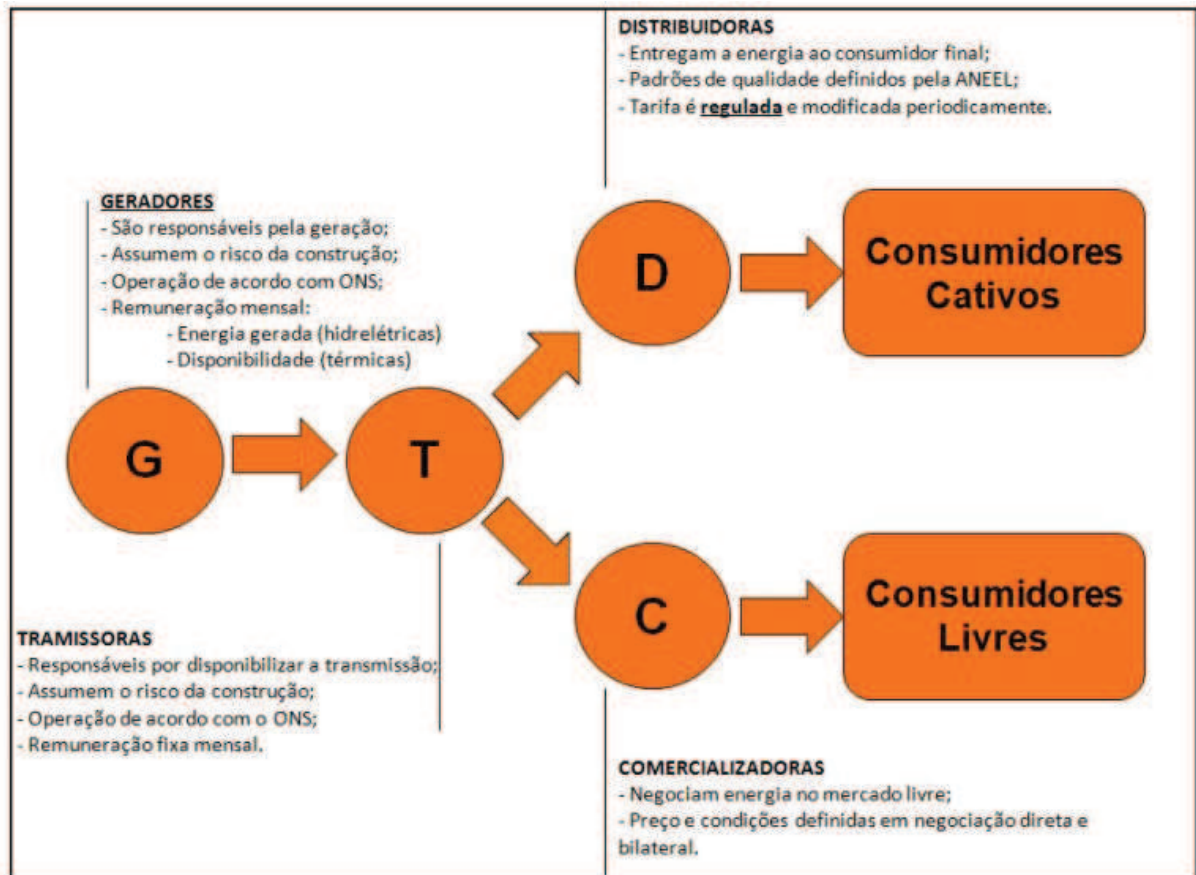 DISTRIBUIDORAS
- Entregam a energia ao consumidor final;
- Padrões de qualidade definidos pela ANEEL;
- Tarifa é regulada e modificada periodicamente.
GERADORES
- São responsáveis pela geração;
- Assumem o risco da construção;
- Operação de acordo com ONS;
- Remuneração mensal:
- Energia gerada (hidrelétricas)
- Disponibilidade (térmicas)
D
Consumidores
Cativos
G
T
C
Consumidores
Livres
TRAMISSORAS
- Responsáveis por disponibilizar a transmissão;
- Assumem o risco da construção;
- Operação de acordo com o ONS;
- Remuneração fixa mensal.
COMERCIALIZADORAS
- Negociam energia no mercado livre;
- Preço e condições definidas em negociação direta e
bilateral.